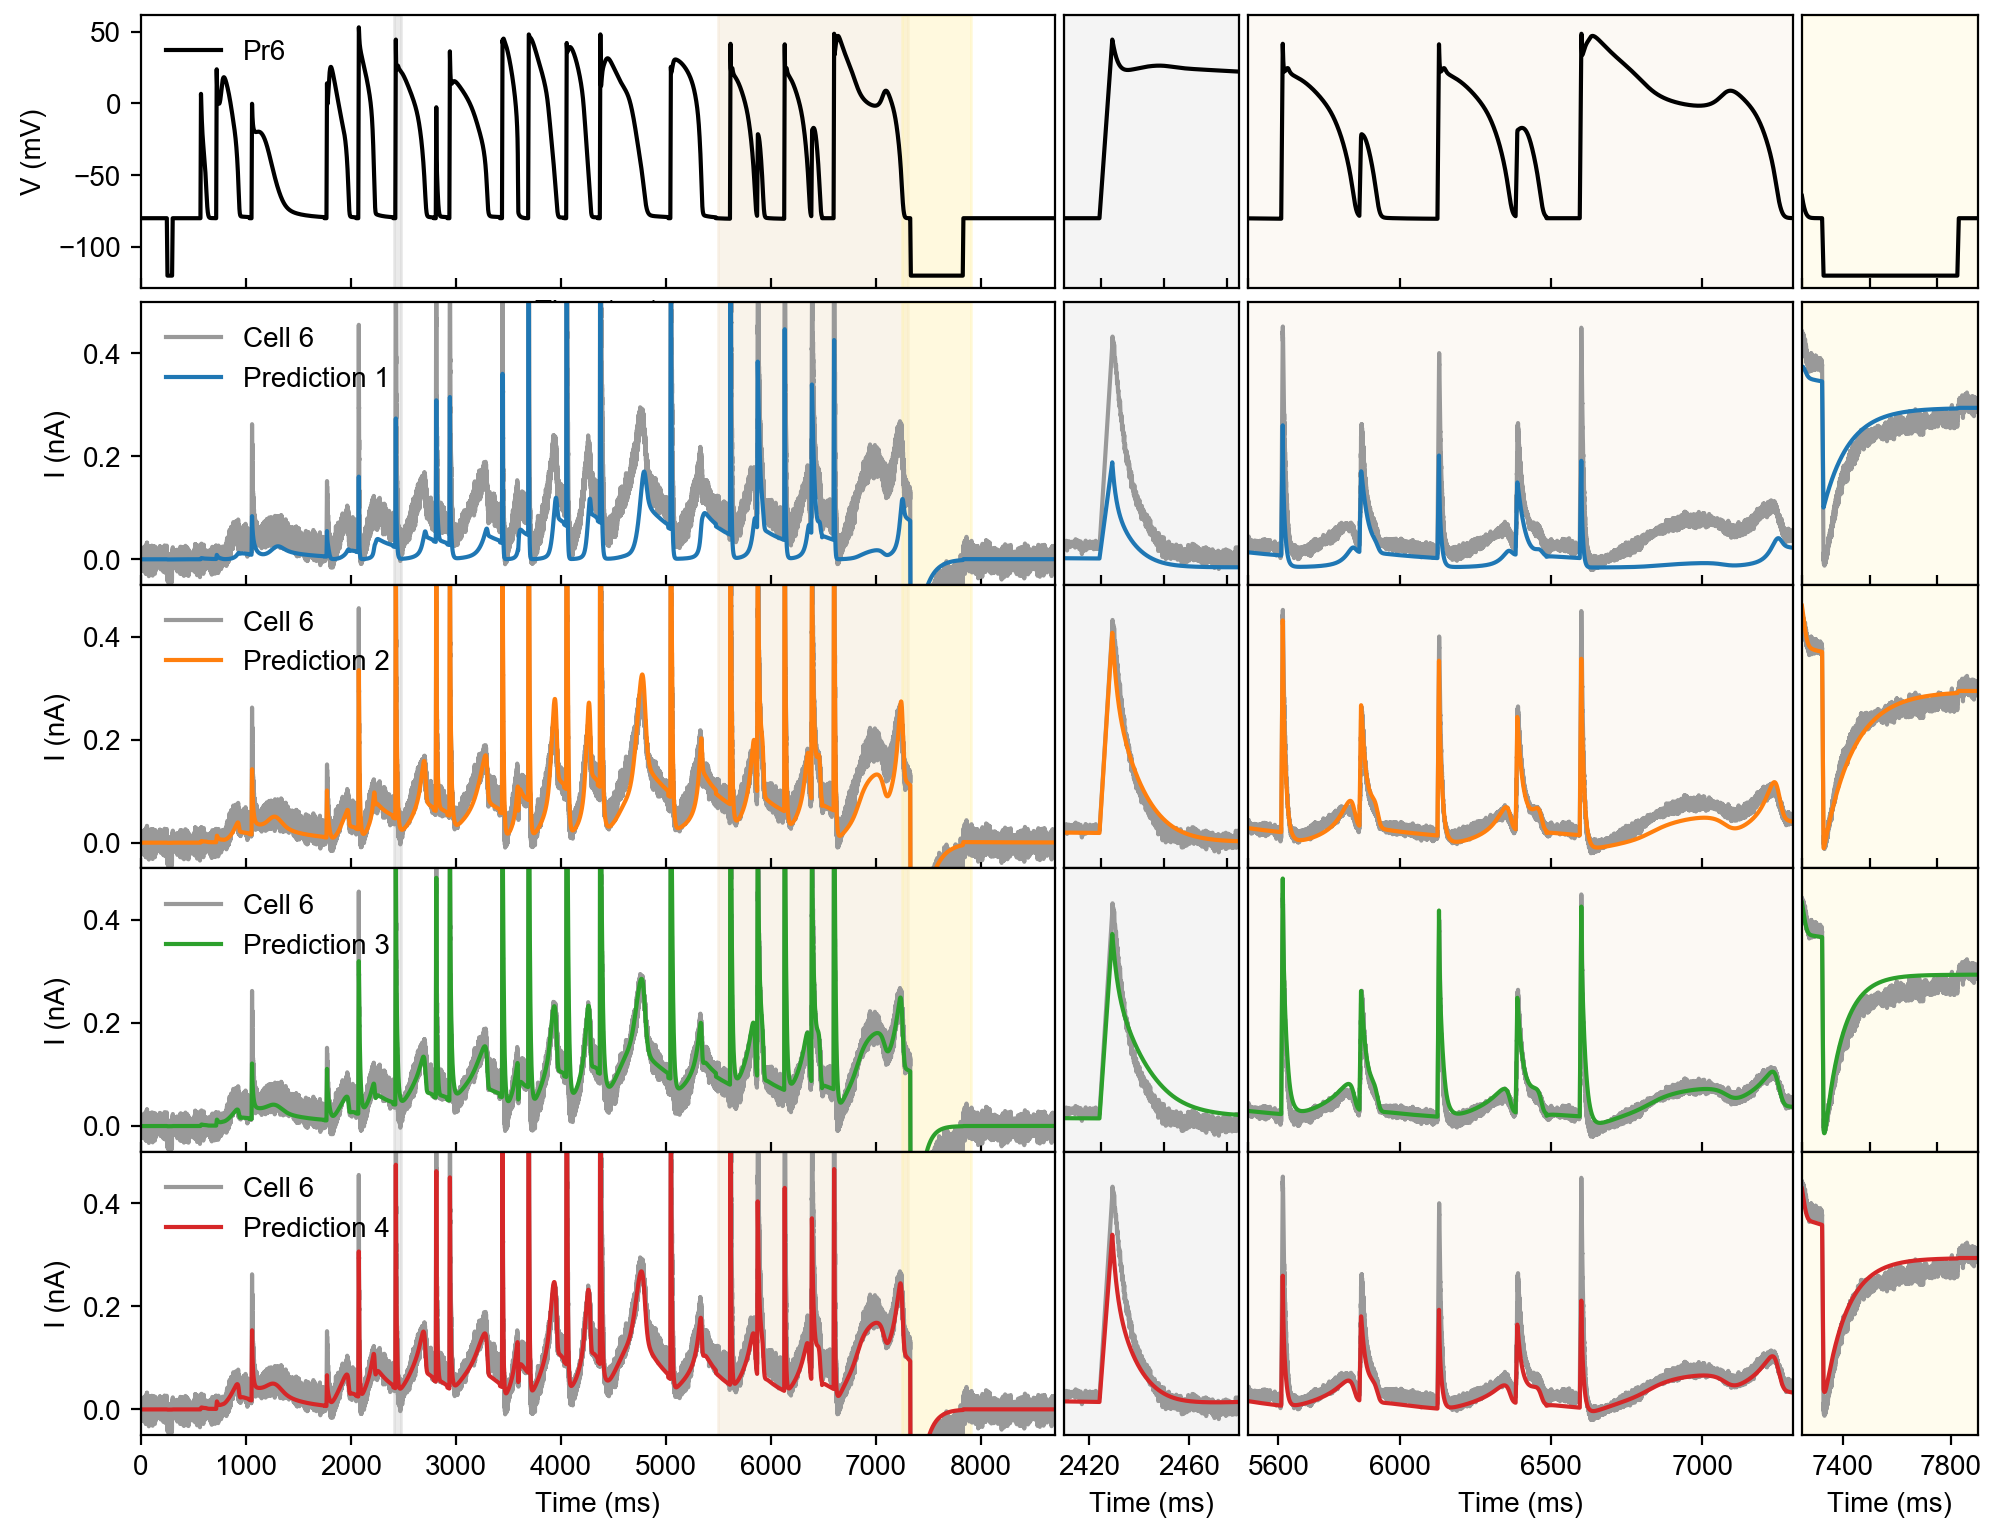 50
0
−50
−100
V (mV)
Pr6
0.4
0.2
0.0
I (nA)
Cell 6
Prediction 1
0.4
0.2
0.0
I (nA)
Cell 6
Prediction 2
0.4
0.2
0.0
I (nA)
Cell 6
Prediction 3
0.4
0.2
0.0
I (nA)
Cell 6
Prediction 4
0 1000 2000 3000 4000 5000 6000 7000 8000 2420 2460 5600 6000 6500 7000 7400 7800
Time (ms) Time (ms) Time (ms) Time (ms)